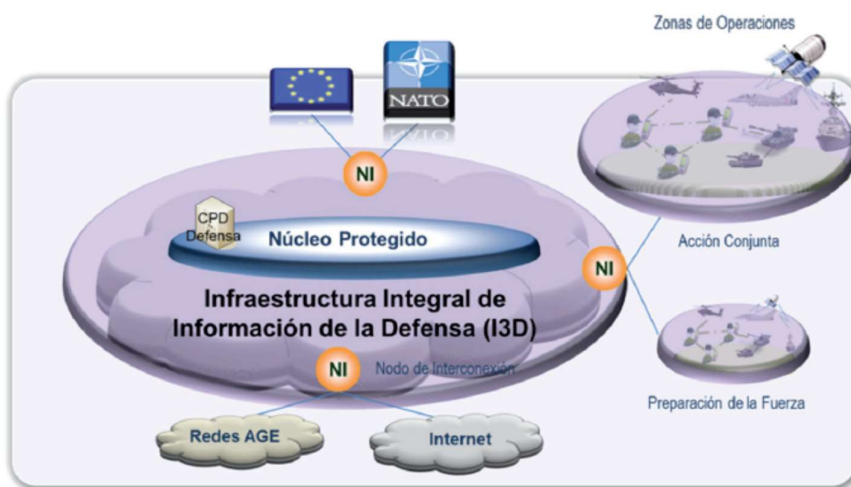 Zonas de Operaciones
NATO
NI
CPD
Defensa
Núcleo Protegido
Acción Conjunta
NI
Infraestructura Integral de
Información de la Defensa (I3D)
NI
Nodo de Interconexión
Preparación de la Fuerza
Redes AGE
Internet